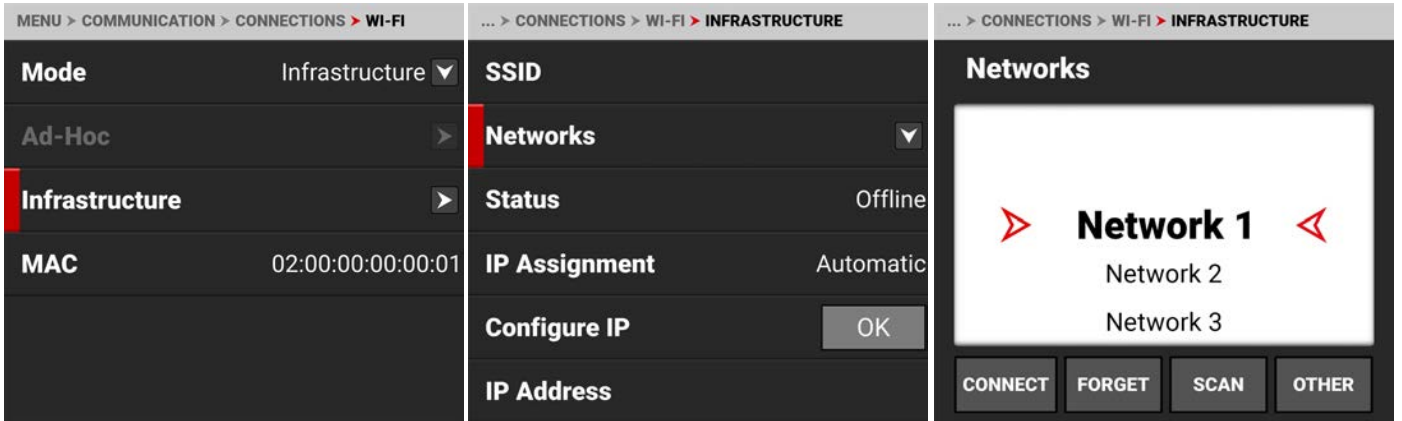 MENU > COMMUNICATION > CONNECTIONS > WI-FI
Mode Infrastructure
Ad-Hoc
Infrastructure
MAC 02:00:00:00:00:01
... > CONNECTIONS > WI-FI > INFRASTRUCTURE
SSID
Networks
Status Offline
IP Assignment Automatic
Configure IP OK
IP Address
... > CONNECTIONS > WI-FI > INFRASTRUCTURE
Networks
Network 1
Network 2
Network 3
CONNECT FORGET SCAN OTHER